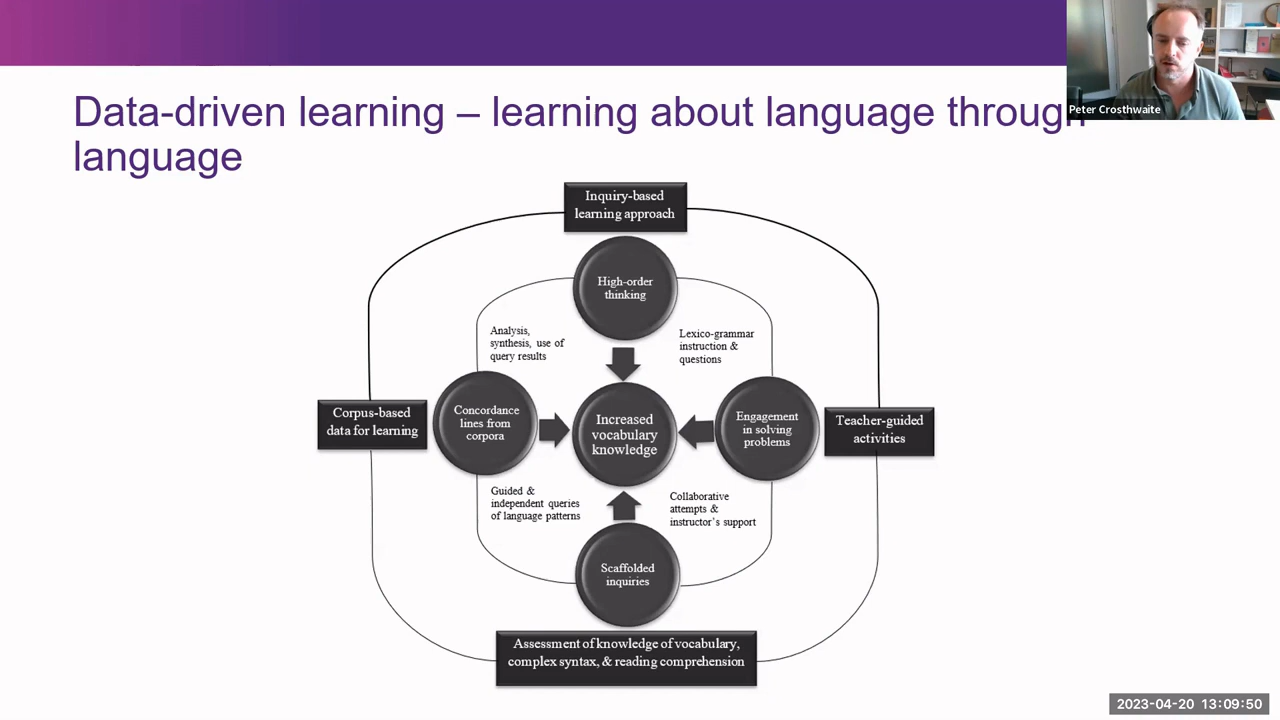 Peter Crosthwaite
Data-driven learning – learning about language through
language
Inquiry-based
learning approach
High-order
thinking
Analysis,
synthesis, use of
query results
Lexico-grammar
instruction &
questions
Corpus-based
data for learning
Concordance
lines from
corpora
Increased
vocabulary
knowledge
Engagement
in solving
problems
Teacher-guided
activities
Guided &
independent queries
of language patterns
Collaborative
attempts &
instructor's support
Scaffolded
inquiries
Assessment of knowledge of vocabulary,
complex syntax, & reading comprehension
2023-04-20 13:09:50